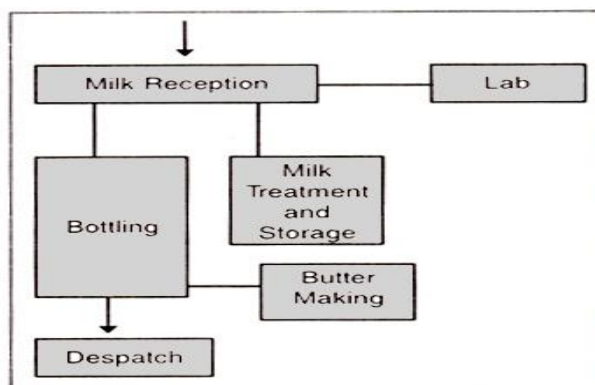 Milk Reception
Lab
Bottling
Milk
Treatment
and
Storage
Butter
Making
Despatch